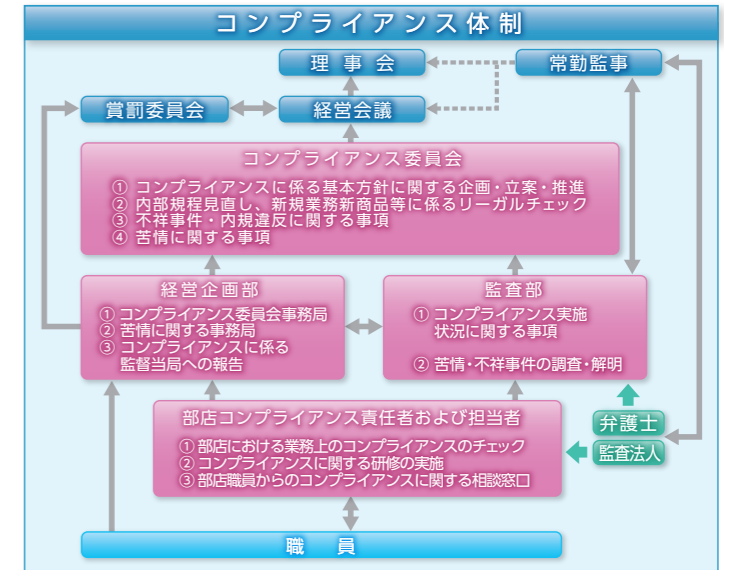 コンプライアンス体制
理事会
常勤監事
賞罰委員会
経営会議
コンプライアンス委員会
① コンプライアンスに係る基本方針に関する企画・立案・推進
② 内部規程見直し、新規業務新商品等に係るリーガルチェック
③ 不祥事件・内規違反に関する事項
④ 苦情に関する事項
経営企画部
① コンプライアンス委員会事務局
② 苦情に関する事務局
③ コンプライアンスに係る
監督当局への報告
監査部
① コンプライアンス実施
状況に関する事項
② 苦情・不祥事件の調査・解明
部店コンプライアンス責任者および担当者
① 部店における業務上のコンプライアンスのチェック
② コンプライアンスに関する研修の実施
③ 部店職員からのコンプライアンスに関する相談窓口
弁護士
監査法人
職員